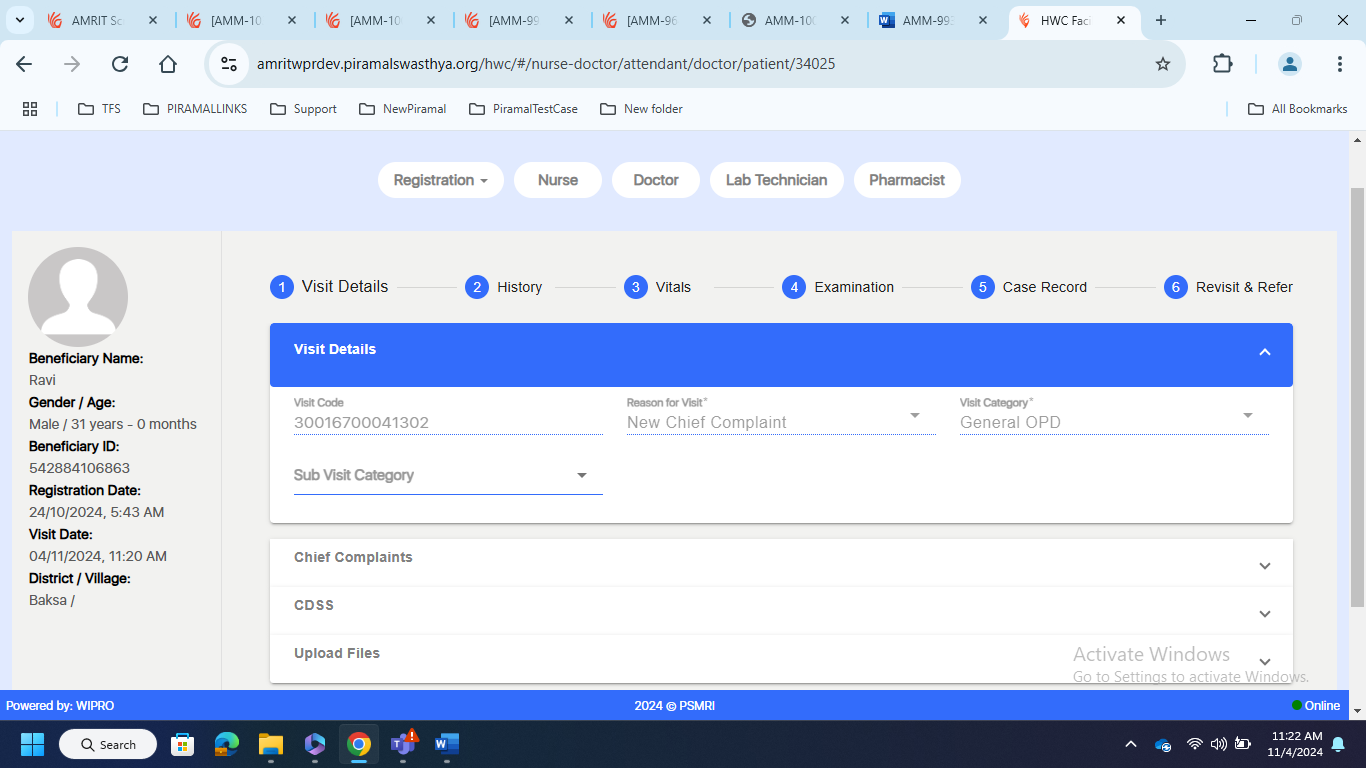 AMRIT Sc
[AMM-10
[AMM-10
[AMM-99
[AMM-96
AMM-100
AMM-993
HWC Faci
amritwprdev.piramalswasthya.org/hwc/#/nurse-doctor/attendant/doctor/patient/34025
TFS
PIRAMALLINKS
Support
NewPiramal
PiramalTestCase
New folder
All Bookmarks
Registration
Nurse
Doctor
Lab Technician
Pharmacist
1 Visit Details
2 History
3 Vitals
4 Examination
5 Case Record
6 Revisit & Refer
Beneficiary Name:
Ravi
Gender / Age:
Male / 31 years - 0 months
Beneficiary ID:
542884106863
Registration Date:
24/10/2024, 5:43 AM
Visit Date:
04/11/2024, 11:20 AM
District / Village:
Baksa /
Visit Details
Visit Code
30016700041302
Reason for Visit*
New Chief Complaint
Visit Category*
General OPD
Sub Visit Category
Chief Complaints
CDSS
Upload Files
Activate Windows
Go to Settings to activate Windows.
Powered by: WIPRO
2024 © PSMRI
Online
Search
11:22 AM
11/4/2024